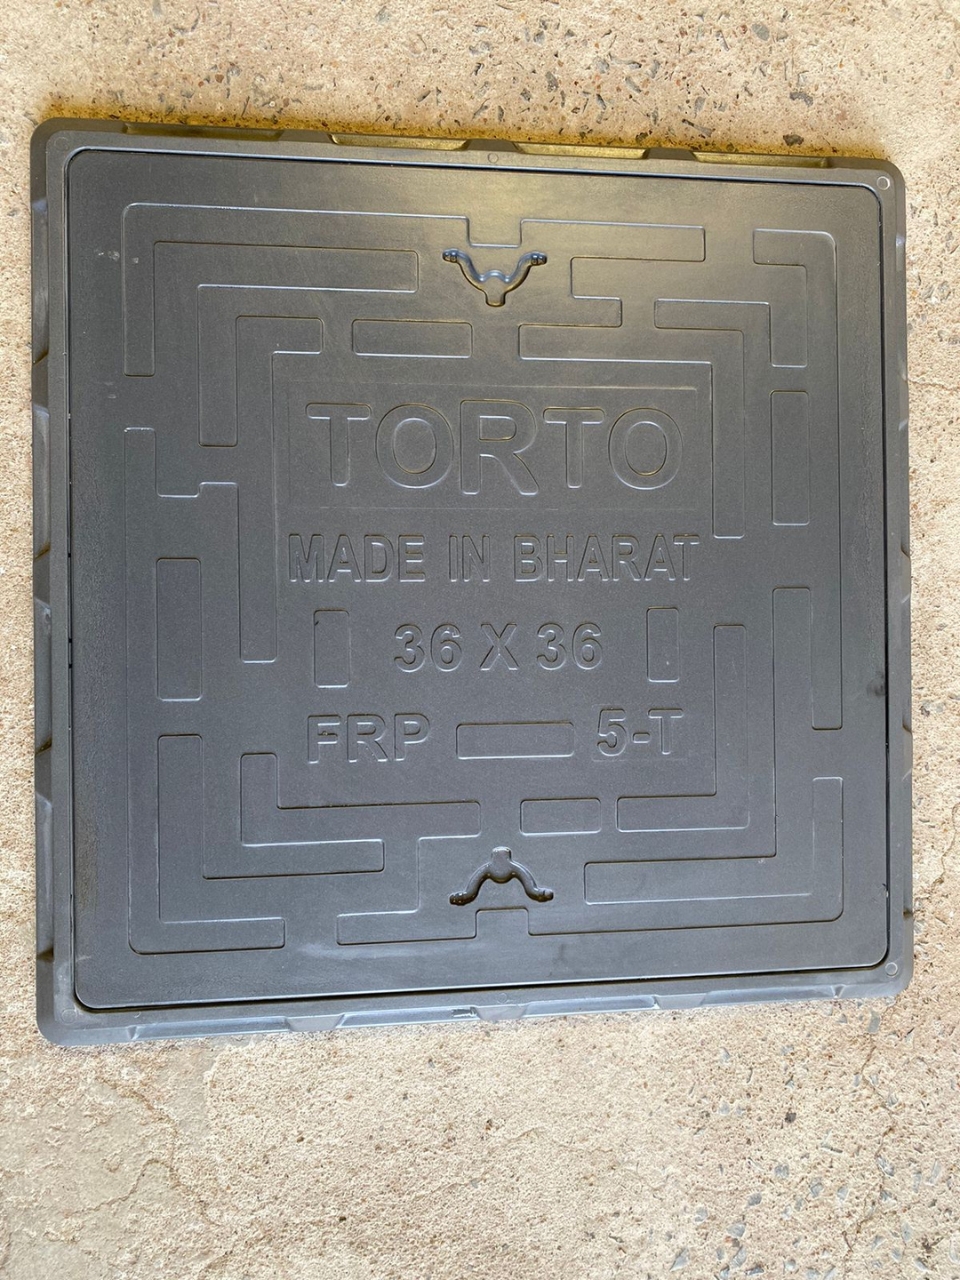 TORTO
MADE IN BHARAT
36 X 36
FRP 5-T